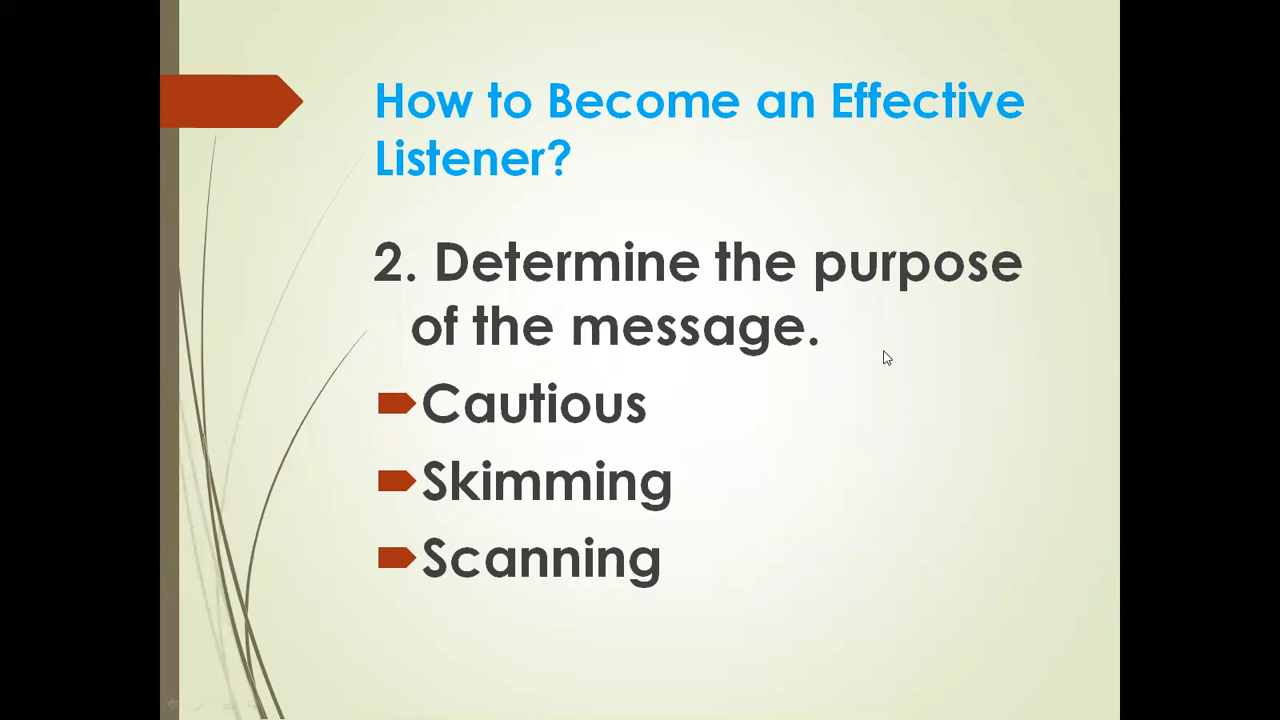 How to Become an Effective
Listener?
2. Determine the purpose
of the message.
Cautious
Skimming
Scanning